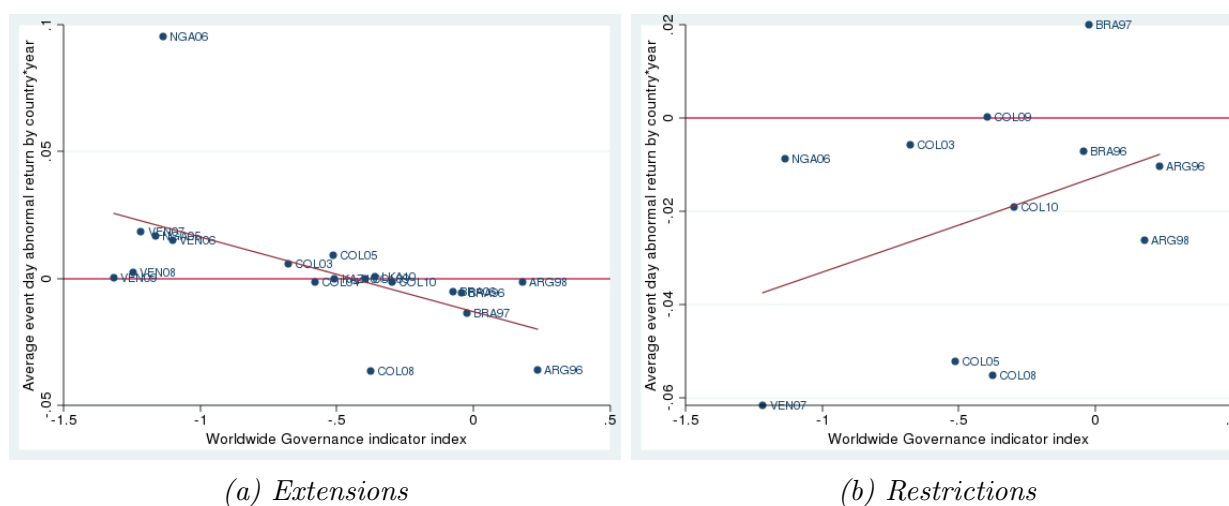 Average event day abnormal return by country*year
.1
.05
0
-.05
NGA06
VEN07
NGA05
VEN06
VEN08
VEN09
COL05
COL03
COL04
COL10
BRA96
BRA97
ARG98
COL08
ARG96
-1.5 -1 -.5 0 .5
Worldwide Governance indicator index
(a) Extensions
Average event day abnormal return by country*year
.02
0
-.02
-.04
-.06
BRA97
COL09
COL03
BRA96
NGA06
ARG96
COL10
ARG98
COL05
COL08
VEN07
-1.5 -1 -.5 0
Worldwide Governance indicator index
(b) Restrictions